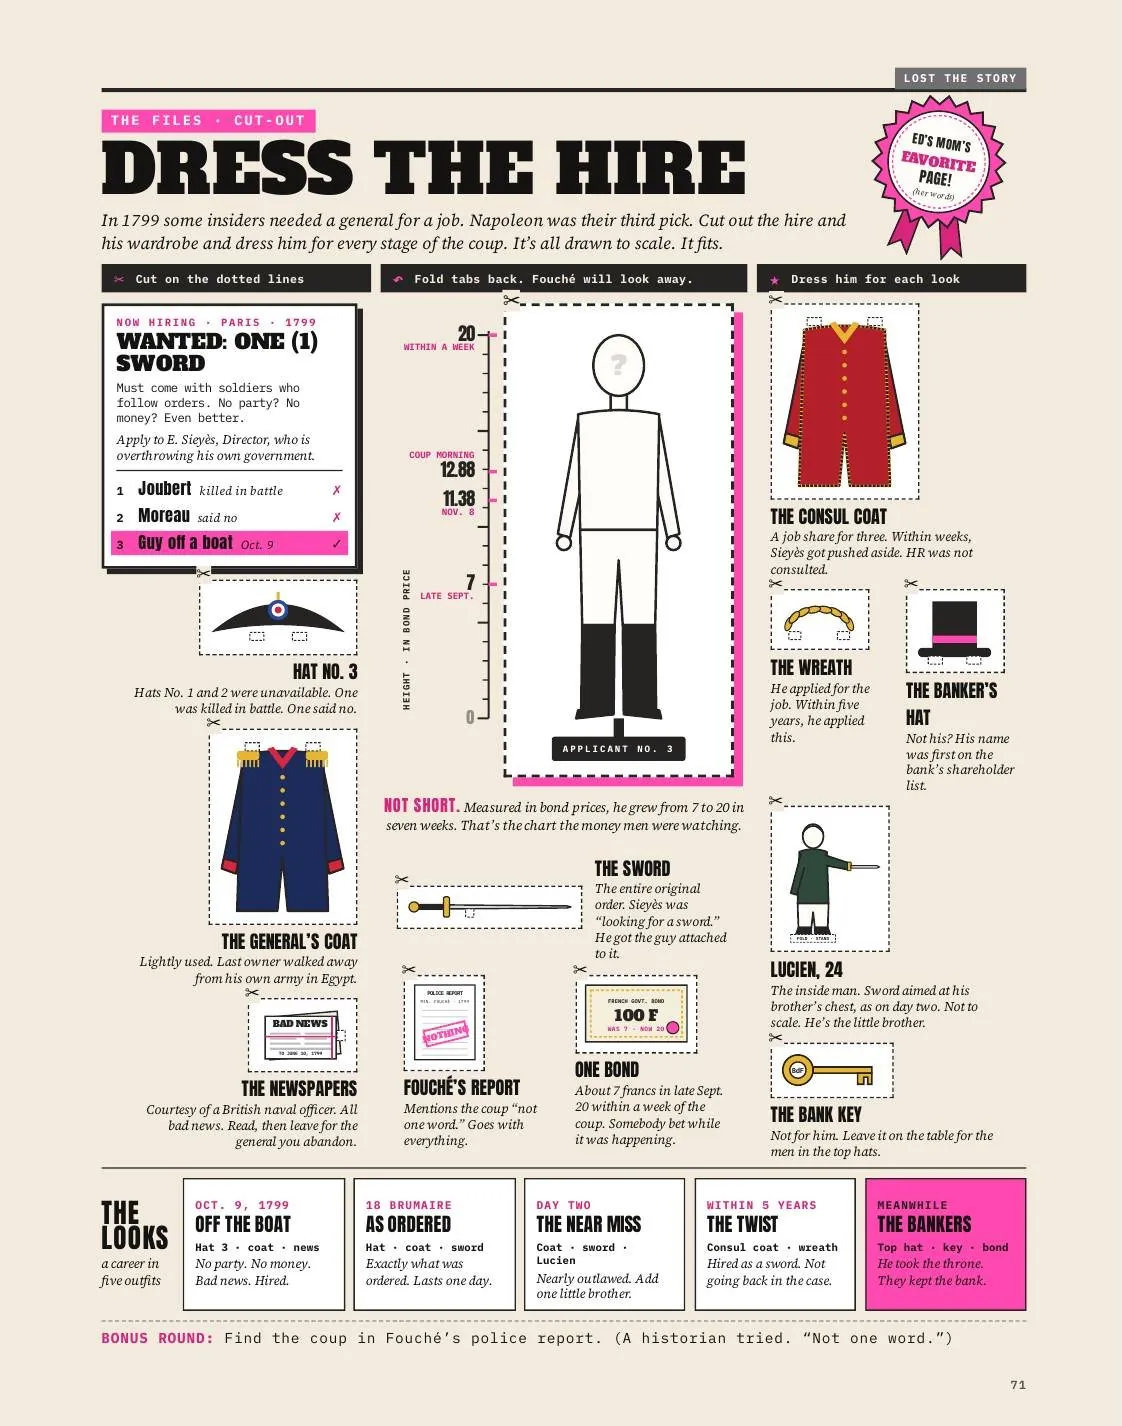 LOST THE STORY
THE FILES · CUT-OUT
DRESS THE HIRE
In 1799 some insiders needed a general for a job. Napoleon was their third pick. Cut out the hire and
his wardrobe and dress him for every stage of the coup. It's all drawn to scale. It fits.
ED'S MOM'S
FAVORITE
PAGE!
(her words)
Cut on the dotted lines
Fold tabs back. Fouché will look away.
Dress him for each look
NOW HIRING · PARIS · 1799
WANTED: ONE (1)
SWORD
Must come with soldiers who
follow orders. No party? No
money? Even better.
Apply to E. Sieyès, Director, who is
overthrowing his own government.
1 Joubert killed in battle ✗
2 Moreau said no ✗
3 Guy off a boat Oct. 9 ✓
HAT NO. 3
Hats No. 1 and 2 were unavailable. One
was killed in battle. One said no.
THE GENERAL'S COAT
Lightly used. Last owner walked away
from his own army in Egypt.
BAD NEWS
TO JUNE 10, 1799
THE NEWSPAPERS
Courtesy of a British naval officer. All
bad news. Read, then leave for the
general you abandon.
20
WITHIN A WEEK
COUP MORNING
12.88
11.38
NOV. 8
7
LATE SEPT.
0
HEIGHT · IN BOND PRICE
?
APPLICANT NO. 3
NOT SHORT. Measured in bond prices, he grew from 7 to 20 in
seven weeks. That's the chart the money men were watching.
THE SWORD
The entire original
order. Sieyès was
“looking for a sword.”
He got the guy attached
to it.
POLICE REPORT
MIN. FOUCHÉ · 1799
NOTHING
FOUCHÉ'S REPORT
Mentions the coup “not
one word.” Goes with
everything.
FRENCH GOVT. BOND
100 F
WAS 7 · NOW 20
ONE BOND
About 7 francs in late Sept.
20 within a week of the
coup. Somebody bet while
it was happening.
THE CONSUL COAT
A job share for three. Within weeks,
Sieyès got pushed aside. HR was not
consulted.
THE WREATH
He applied for the
job. Within five
years, he applied
this.
THE BANKER'S
HAT
Not his? His name
was first on the
bank's shareholder
list.
FOLD · STAND
LUCIEN, 24
The inside man. Sword aimed at his
brother's chest, as on day two. Not to
scale. He's the little brother.
BdF
THE BANK KEY
Not for him. Leave it on the table for the
men in the top hats.
THE
LOOKS
a career in
five outfits
OCT. 9, 1799
OFF THE BOAT
Hat 3 · coat · news
No party. No money.
Bad news. Hired.
18 BRUMAIRE
AS ORDERED
Hat · coat · sword
Exactly what was
ordered. Lasts one day.
DAY TWO
THE NEAR MISS
Coat · sword ·
Lucien
Nearly outlawed. Add
one little brother.
WITHIN 5 YEARS
THE TWIST
Consul coat · wreath
Hired as a sword. Not
going back in the case.
MEANWHILE
THE BANKERS
Top hat · key · bond
He took the throne.
They kept the bank.
BONUS ROUND: Find the coup in Fouché's police report. (A historian tried. “Not one word.”)
71